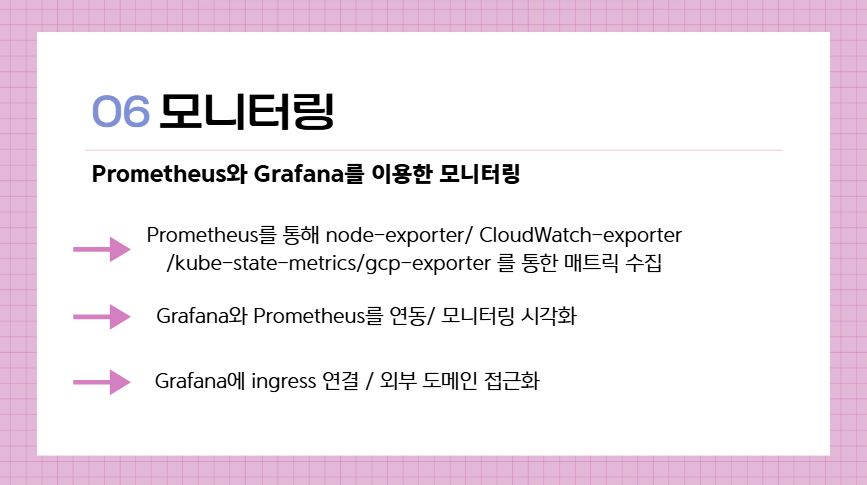 06 모니터링
Prometheus와 Grafana를 이용한 모니터링
Prometheus를 통해 node-exporter/ CloudWatch-exporter
/kube-state-metrics/gcp-exporter 를 통한 매트릭 수집
Grafana와 Prometheus를 연동/ 모니터링 시각화
Grafana에 ingress 연결 / 외부 도메인 접근화